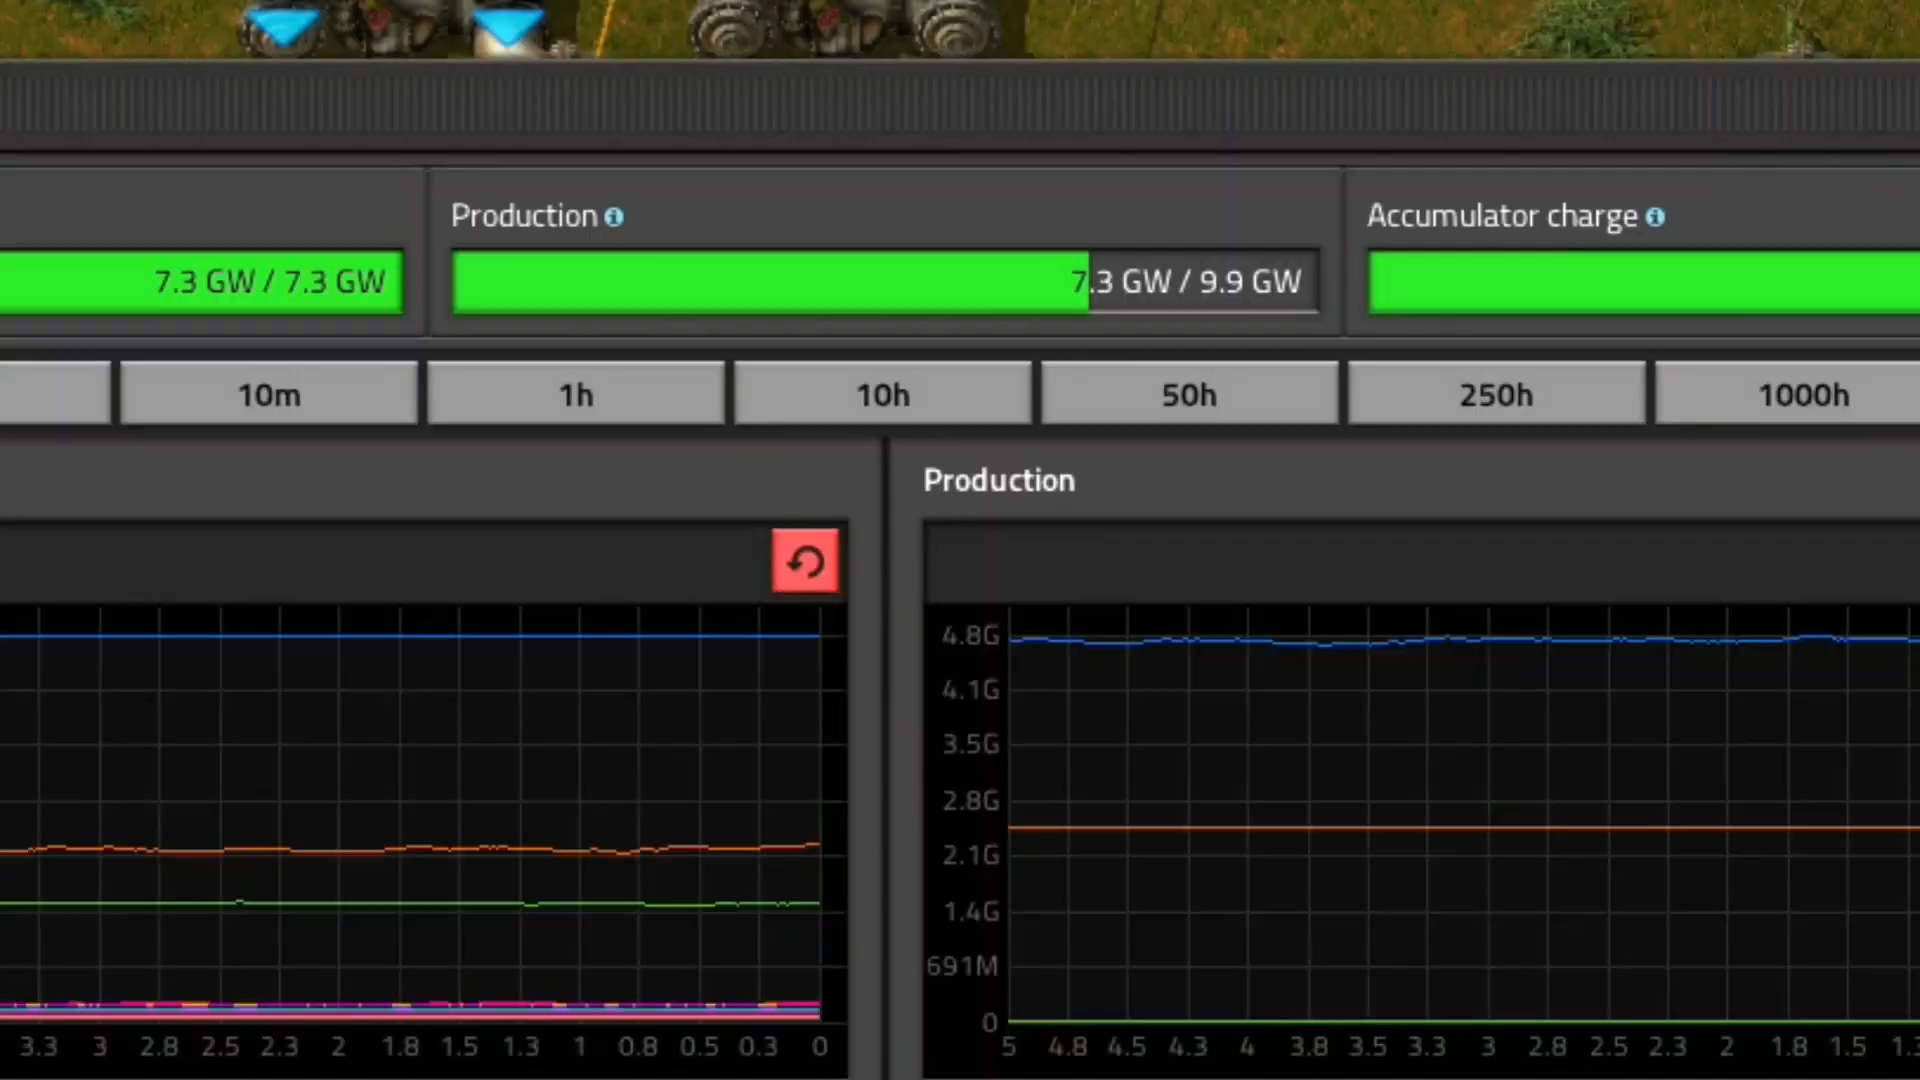 Production
Accumulator charge
7.3 GW / 7.3 GW
7.3 GW / 9.9 GW
10m
1h
10h
50h
250h
1000h
Production
4.8G
4.1G
3.5G
2.8G
2.1G
1.4G
691M
0
3.3 3 2.8 2.5 2.3 2 1.8 1.5 1.3 1 0.8 0.5 0.3 0
5 4.8 4.5 4.3 4 3.8 3.5 3.3 3 2.8 2.5 2.3 2 1.8 1.5